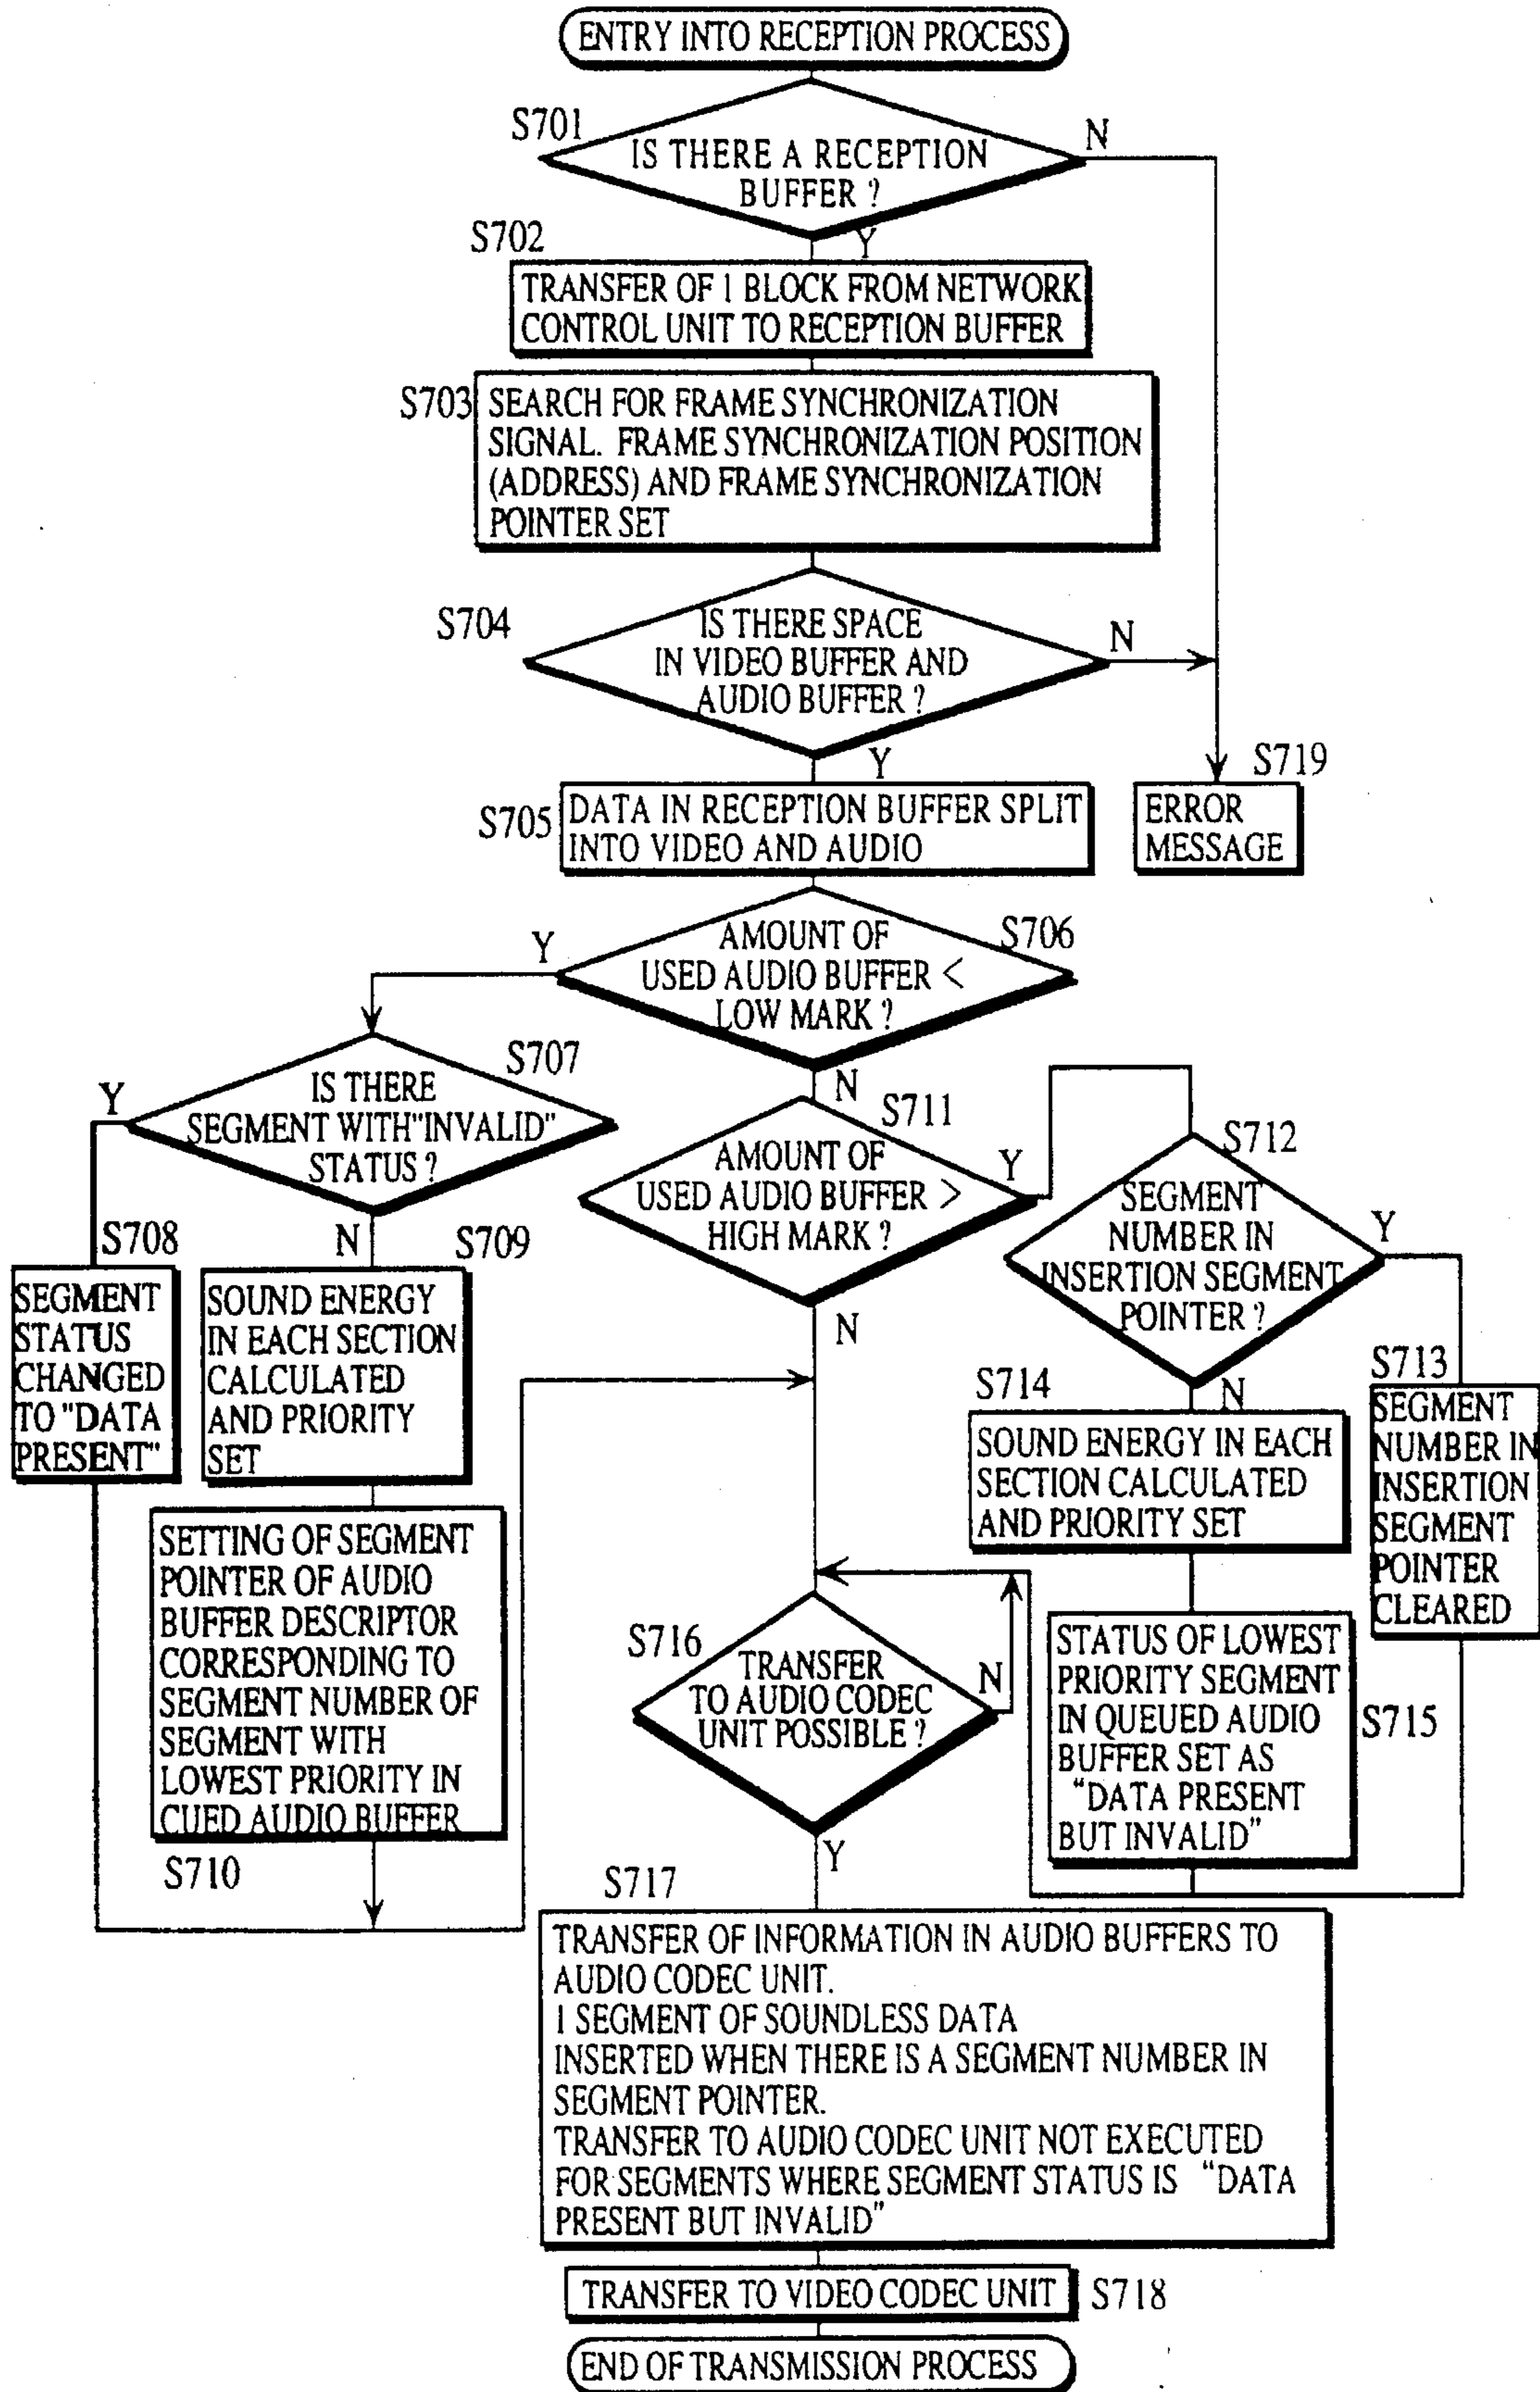 ENTRY INTO RECEPTION PROCESS
S701
IS THERE A RECEPTION
BUFFER ?
N
Y
S702
TRANSFER OF 1 BLOCK FROM NETWORK
CONTROL UNIT TO RECEPTION BUFFER
S703
SEARCH FOR FRAME SYNCHRONIZATION
SIGNAL. FRAME SYNCHRONIZATION POSITION
(ADDRESS) AND FRAME SYNCHRONIZATION
POINTER SET
S704
IS THERE SPACE
IN VIDEO BUFFER AND
AUDIO BUFFER ?
N
Y
S719
ERROR
MESSAGE
S705
DATA IN RECEPTION BUFFER SPLIT
INTO VIDEO AND AUDIO
S706
AMOUNT OF
USED AUDIO BUFFER <
LOW MARK ?
Y
N
S707
IS THERE
SEGMENT WITH "INVALID"
STATUS ?
Y
N
S708
SEGMENT
STATUS
CHANGED
TO "DATA
PRESENT"
S709
SOUND ENERGY
IN EACH SECTION
CALCULATED
AND PRIORITY
SET
SETTING OF SEGMENT
POINTER OF AUDIO
BUFFER DESCRIPTOR
CORRESPONDING TO
SEGMENT NUMBER OF
SEGMENT WITH
LOWEST PRIORITY IN
CUED AUDIO BUFFER
S710
S711
AMOUNT OF
USED AUDIO BUFFER >
HIGH MARK ?
Y
N
S712
SEGMENT
NUMBER IN
INSERTION SEGMENT
POINTER ?
Y
N
S713
SEGMENT
NUMBER IN
INSERTION
SEGMENT
POINTER
CLEARED
S714
SOUND ENERGY IN EACH
SECTION CALCULATED
AND PRIORITY SET
STATUS OF LOWEST
PRIORITY SEGMENT
IN QUEUED AUDIO
BUFFER SET AS
"DATA PRESENT
BUT INVALID"
S715
S716
TRANSFER
TO AUDIO CODEC
UNIT POSSIBLE ?
N
Y
S717
TRANSFER OF INFORMATION IN AUDIO BUFFERS TO
AUDIO CODEC UNIT.
1 SEGMENT OF SOUNDLESS DATA
INSERTED WHEN THERE IS A SEGMENT NUMBER IN
SEGMENT POINTER.
TRANSFER TO AUDIO CODEC UNIT NOT EXECUTED
FOR SEGMENTS WHERE SEGMENT STATUS IS "DATA
PRESENT BUT INVALID"
TRANSFER TO VIDEO CODEC UNIT
S718
END OF TRANSMISSION PROCESS